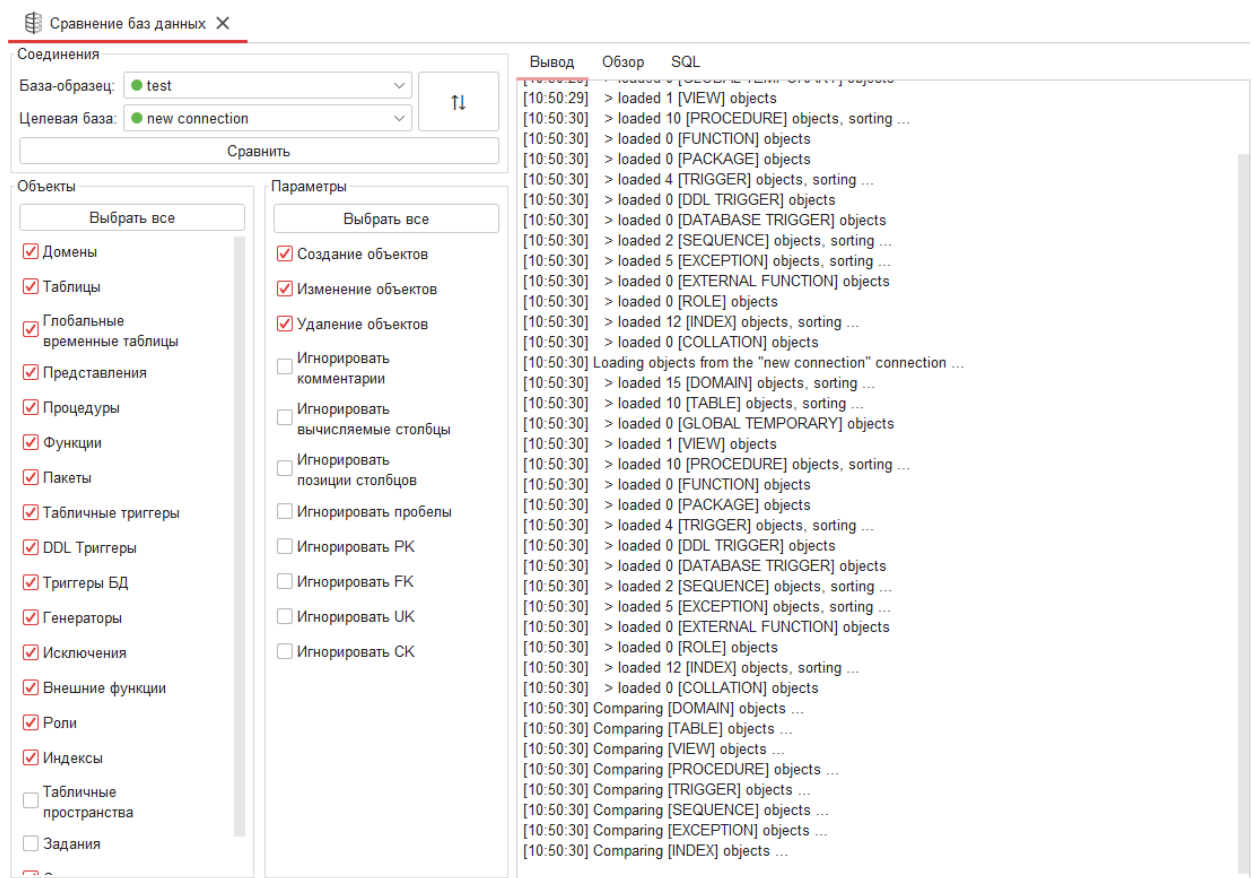 Сравнение баз данных
Соединения
База-образец: test
Целевая база: new connection
Сравнить
Объекты
Выбрать все
Домены
Таблицы
Глобальные
временные таблицы
Представления
Процедуры
Функции
Пакеты
Табличные триггеры
DDL Триггеры
Триггеры БД
Генераторы
Исключения
Внешние функции
Роли
Индексы
Табличные
пространства
Задания
Параметры
Выбрать все
Создание объектов
Изменение объектов
Удаление объектов
Игнорировать
комментарии
Игнорировать
вычисляемые столбцы
Игнорировать
позиции столбцов
Игнорировать пробелы
Игнорировать PK
Игнорировать FK
Игнорировать UK
Игнорировать CK
Вывод Обзор SQL
[10:50:29] > loaded 0 [GLOBAL TEMPORARY] objects
[10:50:29] > loaded 1 [VIEW] objects
[10:50:30] > loaded 10 [PROCEDURE] objects, sorting ...
[10:50:30] > loaded 0 [FUNCTION] objects
[10:50:30] > loaded 0 [PACKAGE] objects
[10:50:30] > loaded 4 [TRIGGER] objects, sorting ...
[10:50:30] > loaded 0 [DDL TRIGGER] objects
[10:50:30] > loaded 0 [DATABASE TRIGGER] objects
[10:50:30] > loaded 2 [SEQUENCE] objects, sorting ...
[10:50:30] > loaded 5 [EXCEPTION] objects, sorting ...
[10:50:30] > loaded 0 [EXTERNAL FUNCTION] objects
[10:50:30] > loaded 0 [ROLE] objects
[10:50:30] > loaded 12 [INDEX] objects, sorting ...
[10:50:30] > loaded 0 [COLLATION] objects
[10:50:30] Loading objects from the "new connection" connection ...
[10:50:30] > loaded 15 [DOMAIN] objects, sorting ...
[10:50:30] > loaded 10 [TABLE] objects, sorting ...
[10:50:30] > loaded 0 [GLOBAL TEMPORARY] objects
[10:50:30] > loaded 1 [VIEW] objects
[10:50:30] > loaded 10 [PROCEDURE] objects, sorting ...
[10:50:30] > loaded 0 [FUNCTION] objects
[10:50:30] > loaded 0 [PACKAGE] objects
[10:50:30] > loaded 4 [TRIGGER] objects, sorting ...
[10:50:30] > loaded 0 [DDL TRIGGER] objects
[10:50:30] > loaded 0 [DATABASE TRIGGER] objects
[10:50:30] > loaded 2 [SEQUENCE] objects, sorting ...
[10:50:30] > loaded 5 [EXCEPTION] objects, sorting ...
[10:50:30] > loaded 0 [EXTERNAL FUNCTION] objects
[10:50:30] > loaded 0 [ROLE] objects
[10:50:30] > loaded 12 [INDEX] objects, sorting ...
[10:50:30] > loaded 0 [COLLATION] objects
[10:50:30] Comparing [DOMAIN] objects ...
[10:50:30] Comparing [TABLE] objects ...
[10:50:30] Comparing [VIEW] objects ...
[10:50:30] Comparing [PROCEDURE] objects ...
[10:50:30] Comparing [TRIGGER] objects ...
[10:50:30] Comparing [SEQUENCE] objects ...
[10:50:30] Comparing [EXCEPTION] objects ...
[10:50:30] Comparing [INDEX] objects ...